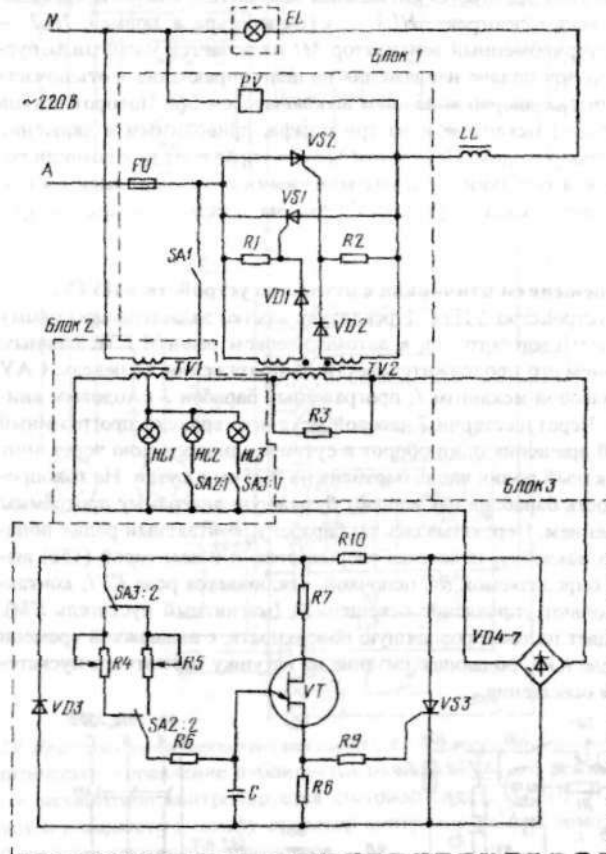 N
EL
Блок 1
~220В
Рy
LL
VS2
А
FU
VS1
SA1
R1
R2
VD1
VD2
Блок 2
TV1
TV2
R3
HL1
HL2
HL3
SA2:1
SA3:1
Блок 3
R10
SA3:2
R7
VD4-7
R4
R5
VD3
VT
VS3
SA2:2
R6
R9
C
R8